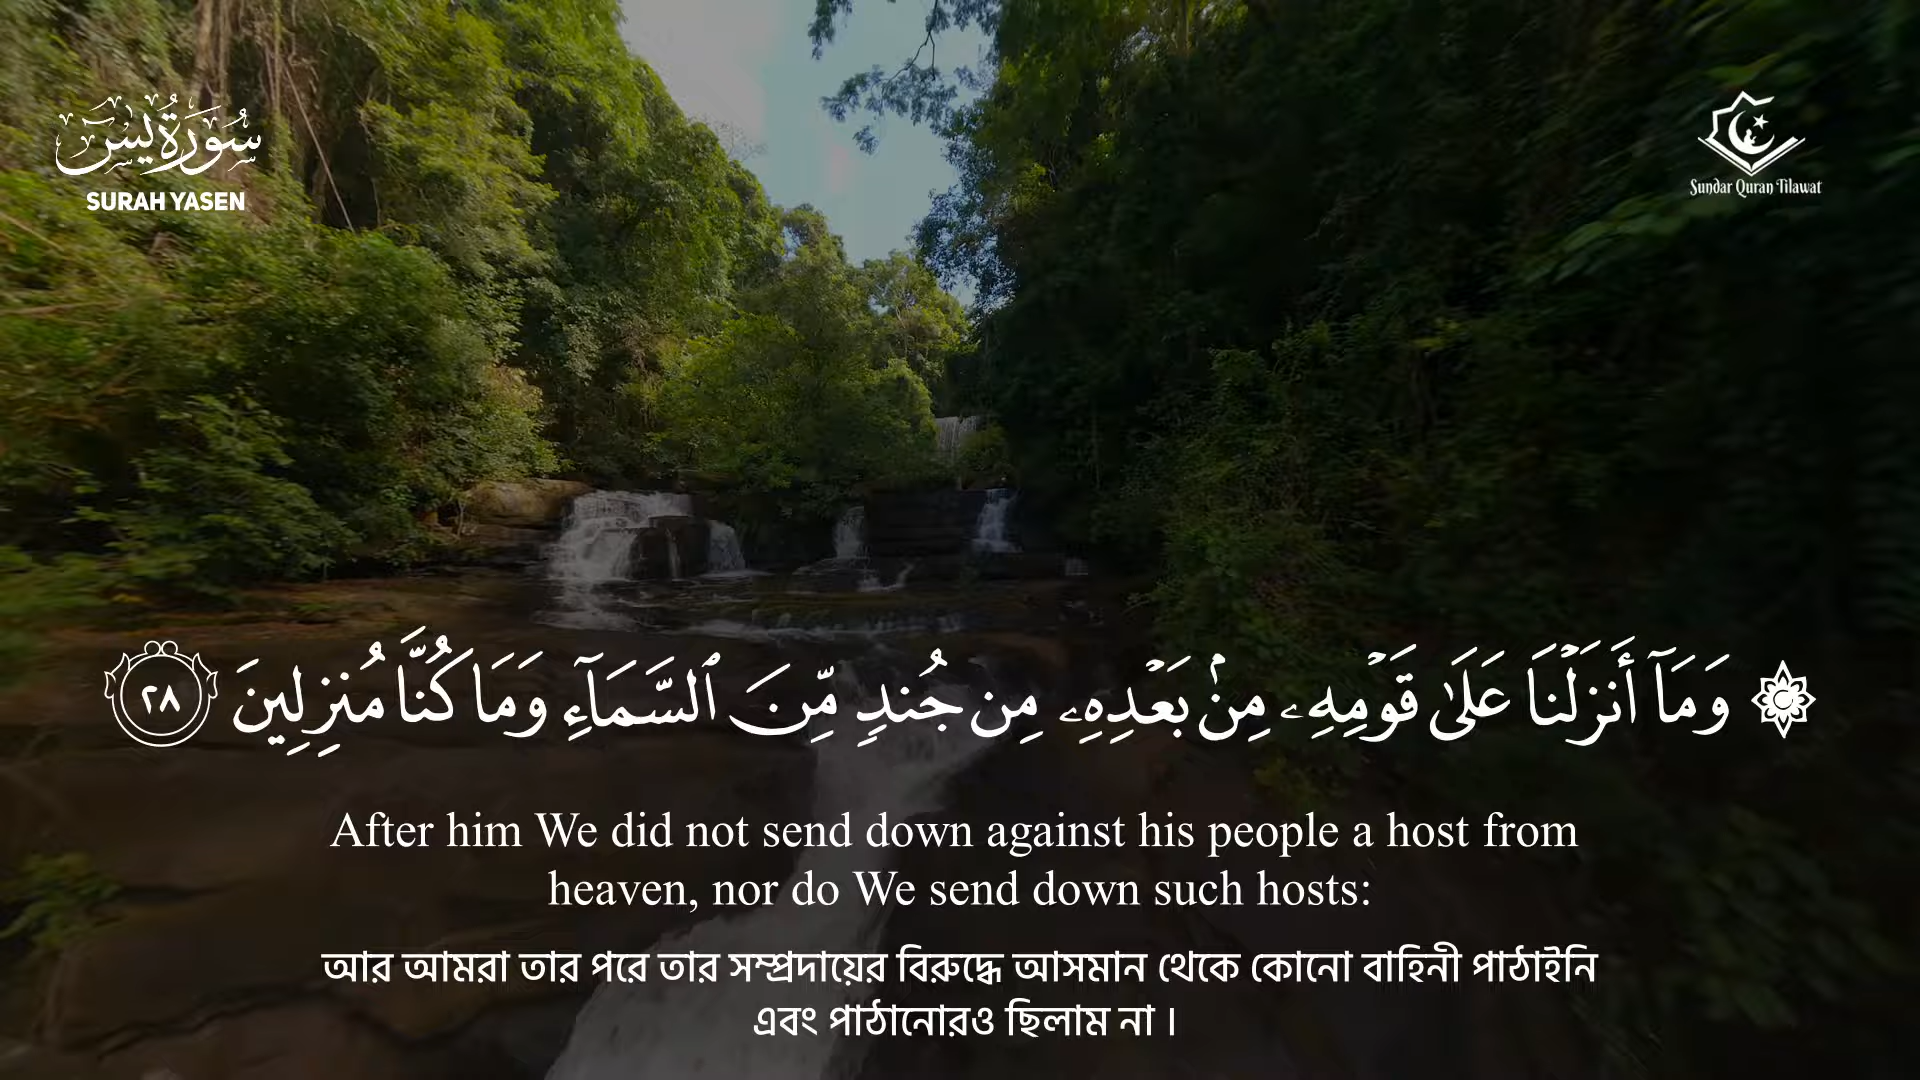 سُورَةُ يس
SURAH YASEN
Sundar Quran Tilawat
۞ وَمَآ أَنزَلْنَا عَلَىٰ قَوْمِهِۦ مِنۢ بَعْدِهِۦ مِن جُندٍ مِّنَ ٱلسَّمَآءِ وَمَا كُنَّا مُنزِلِينَ ٢٨
After him We did not send down against his people a host from
heaven, nor do We send down such hosts:
আর আমরা তার পরে তার সম্প্রদায়ের বিরুদ্ধে আসমান থেকে কোনো বাহিনী পাঠাইনি
এবং পাঠানোরও ছিলাম না ।